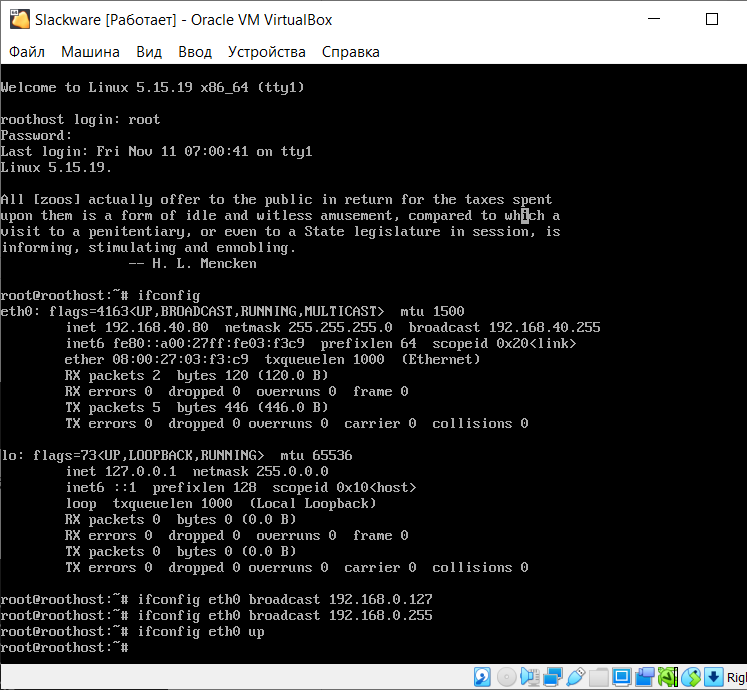 Slackware [Работает] - Oracle VM VirtualBox
Файл Машина Вид Ввод Устройства Справка
Welcome to Linux 5.15.19 x86_64 (tty1)
roothost login: root
Password:
Last login: Fri Nov 11 07:00:41 on tty1
Linux 5.15.19.
All [zoos] actually offer to the public in return for the taxes spent
upon them is a form of idle and witless amusement, compared to which a
visit to a penitentiary, or even to a State legislature in session, is
informing, stimulating and ennobling.
-- H. L. Mencken
root@roothost:~# ifconfig
eth0: flags=4163<UP,BROADCAST,RUNNING,MULTICAST>  mtu 1500
inet 192.168.40.80  netmask 255.255.255.0  broadcast 192.168.40.255
inet6 fe80::a00:27ff:fe03:f3c9  prefixlen 64  scopeid 0x20<link>
ether 08:00:27:03:f3:c9  txqueuelen 1000  (Ethernet)
RX packets 2  bytes 120 (120.0 B)
RX errors 0  dropped 0  overruns 0  frame 0
TX packets 5  bytes 446 (446.0 B)
TX errors 0  dropped 0 overruns 0  carrier 0  collisions 0
lo: flags=73<UP,LOOPBACK,RUNNING>  mtu 65536
inet 127.0.0.1  netmask 255.0.0.0
inet6 ::1  prefixlen 128  scopeid 0x10<host>
loop  txqueuelen 1000  (Local Loopback)
RX packets 0  bytes 0 (0.0 B)
RX errors 0  dropped 0  overruns 0  frame 0
TX packets 0  bytes 0 (0.0 B)
TX errors 0  dropped 0 overruns 0  carrier 0  collisions 0
root@roothost:~# ifconfig eth0 broadcast 192.168.0.127
root@roothost:~# ifconfig eth0 broadcast 192.168.0.255
root@roothost:~# ifconfig eth0 up
root@roothost:~#
Righ